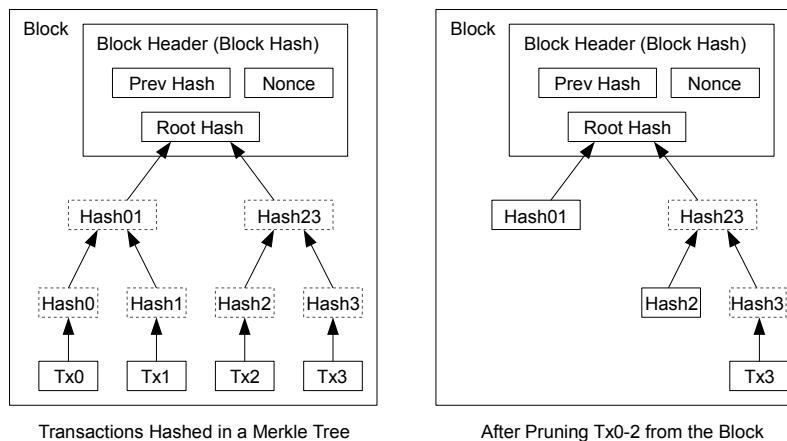 Block
Block Header (Block Hash)
Prev Hash
Nonce
Root Hash
Hash01
Hash23
Hash0
Hash1
Hash2
Hash3
Tx0
Tx1
Tx2
Tx3
Transactions Hashed in a Merkle Tree
Block
Block Header (Block Hash)
Prev Hash
Nonce
Root Hash
Hash01
Hash23
Hash2
Hash3
Tx3
After Pruning Tx0-2 from the Block